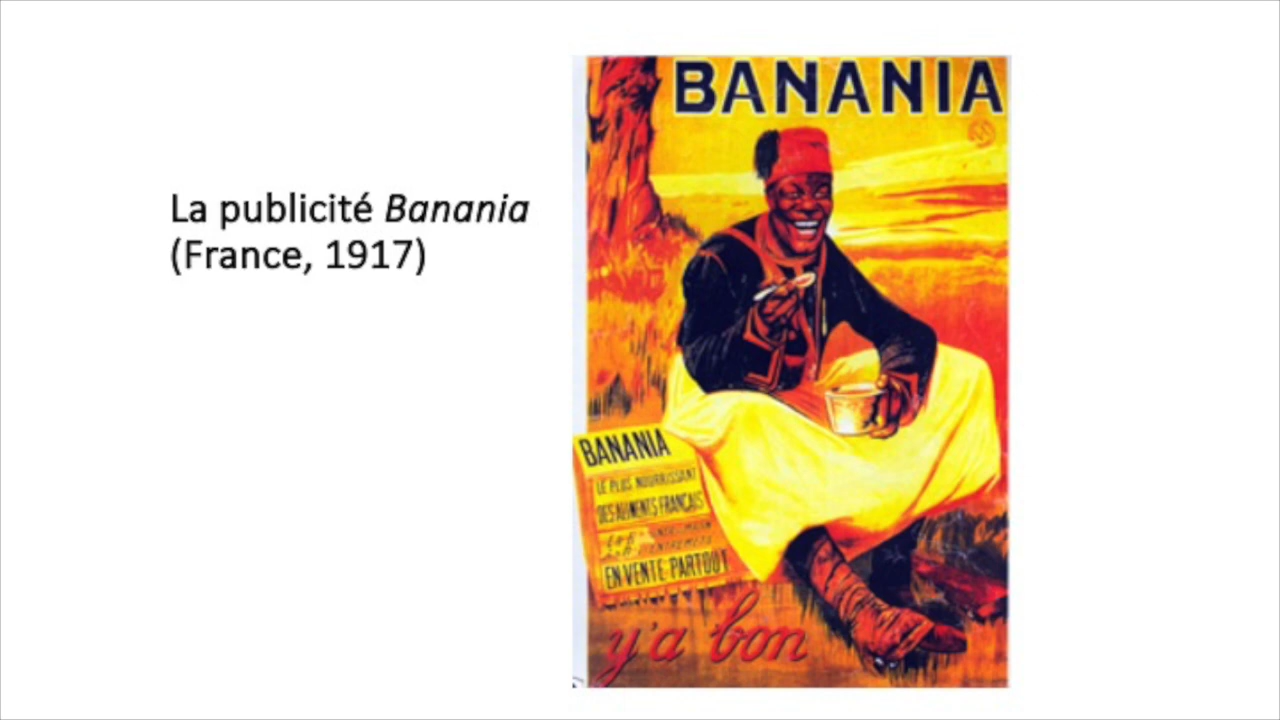 La publicité Banania
(France, 1917)
BANANIA
BANANIA
LE PLUS NOURRISSANT
DES ALIMENTS FRANÇAIS
EN VENTE PARTOUT
y'a bon